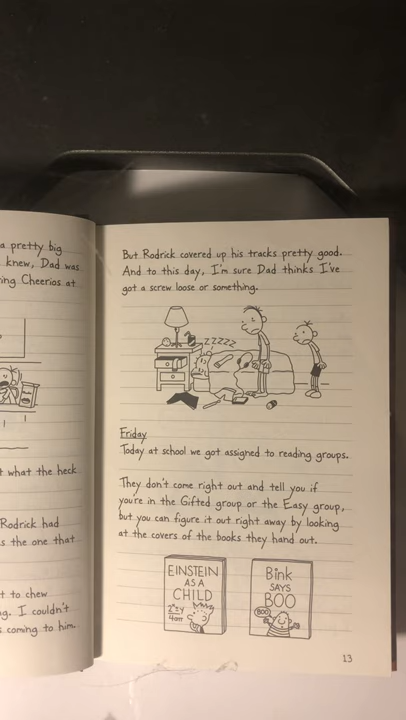 a pretty big
knew, Dad was
ing Cheerios at
t what the heck
Rodrick had
s the one that
t to chew
g. I couldn't
s coming to him.
But Rodrick covered up his tracks pretty good.
And to this day, I'm sure Dad thinks I've
got a screw loose or something.
ZZZZZ
Friday
Today at school we got assigned to reading groups.
They don't come right out and tell you if
you're in the Gifted group or the Easy group,
but you can figure it out right away by looking
at the covers of the books they hand out.
EINSTEIN
AS A
CHILD
Bink
SAYS
BOO
BOO!
13